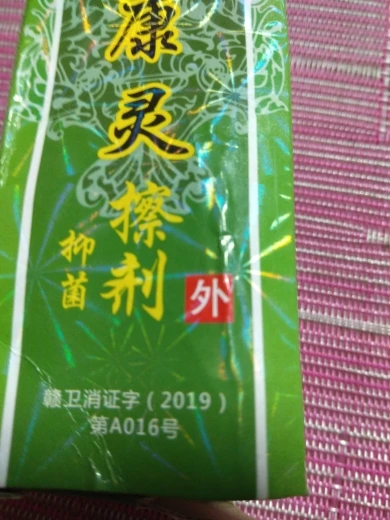 康灵
抑菌
擦剂
外
赣卫消证字（2019）
第A016号